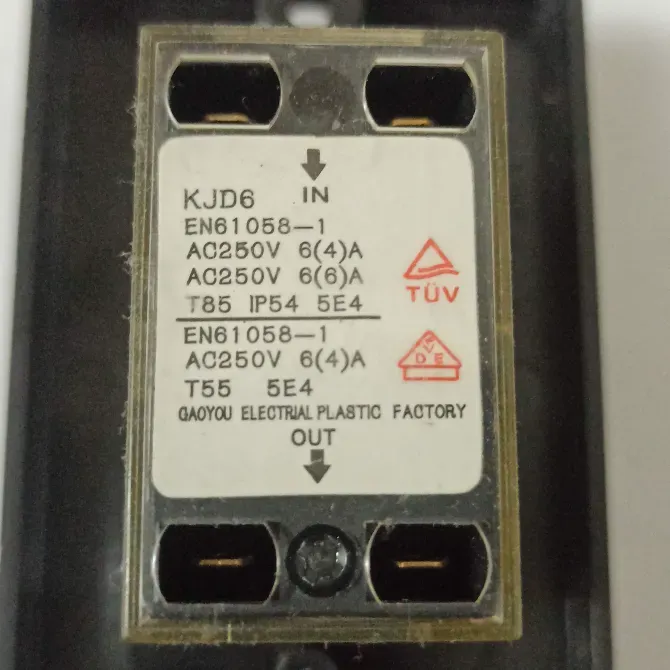 IN
KJD6
EN61058-1
AC250V 6(4)A
AC250V 6(6)A
T85 IP54 5E4
TÜV
EN61058-1
AC250V 6(4)A
T55 5E4
VDE
GAOYOU ELECTRIAL PLASTIC FACTORY
OUT